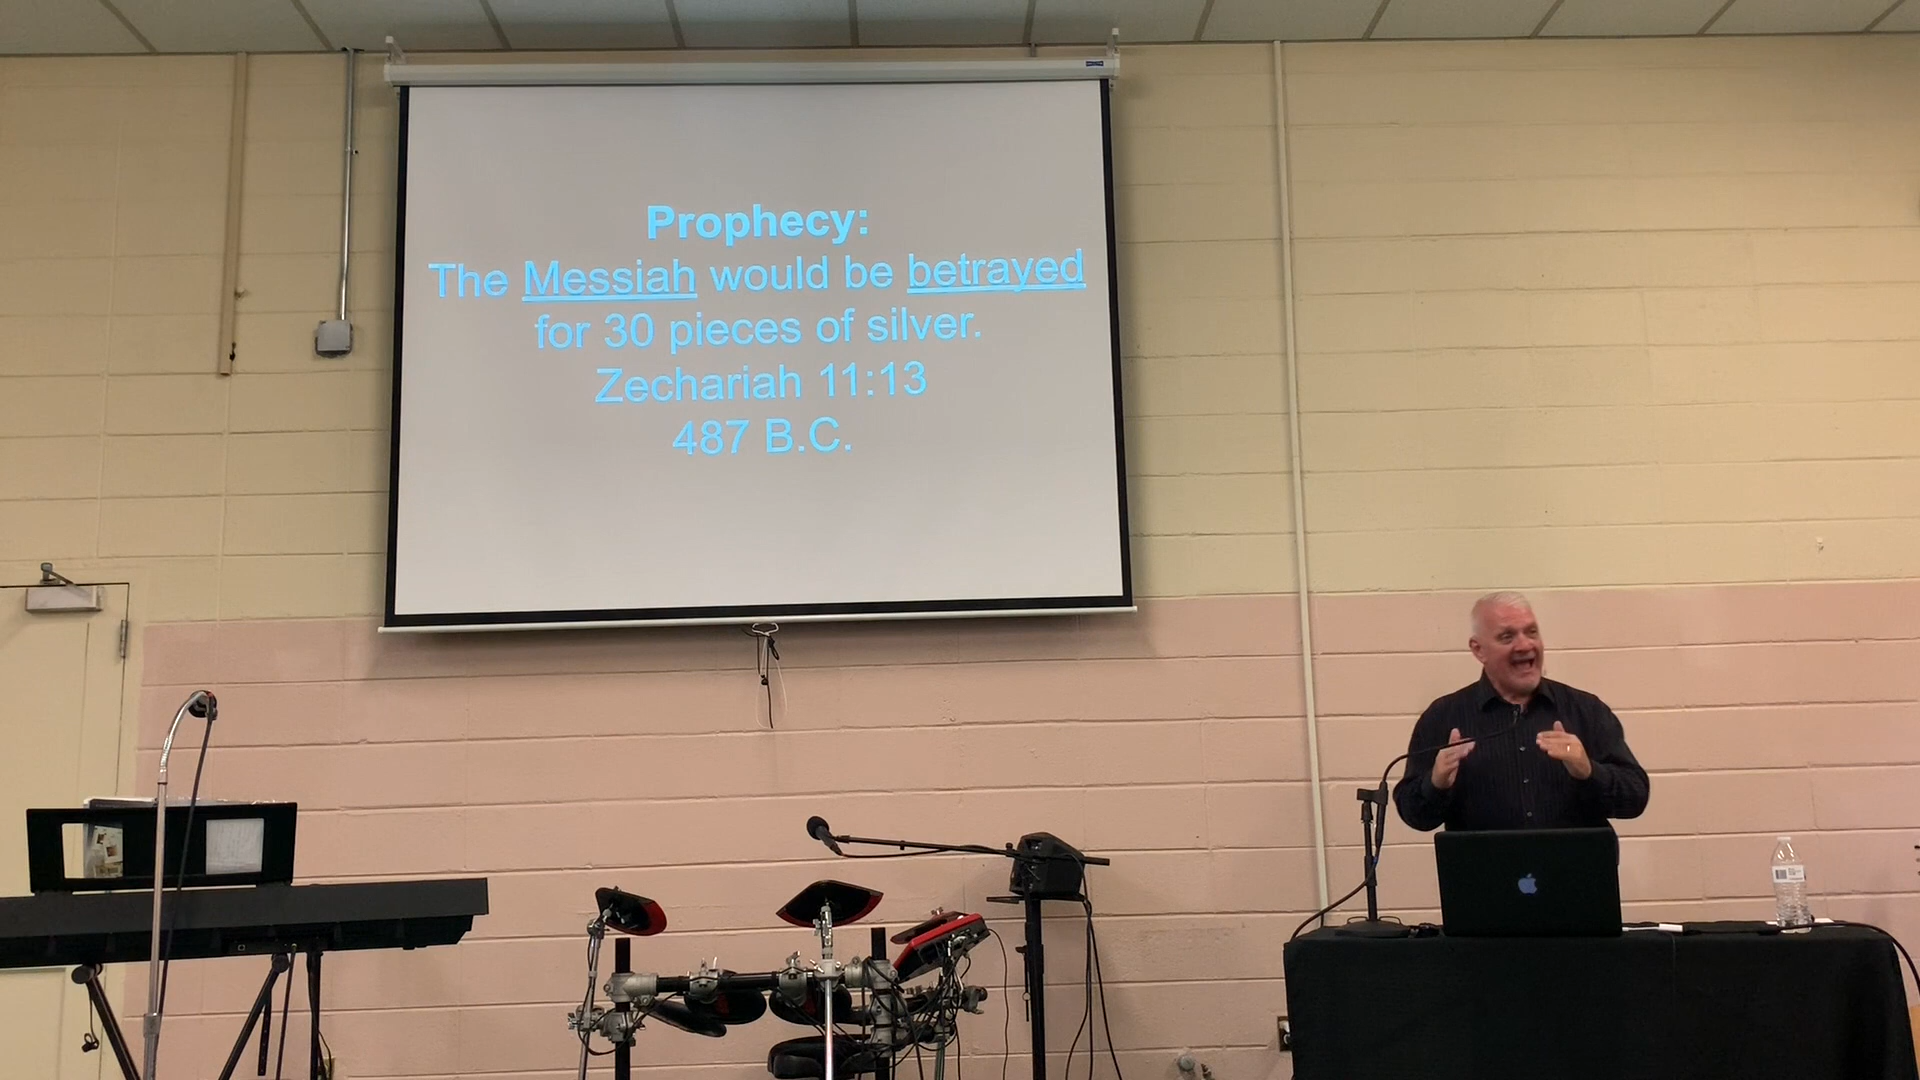 Prophecy:
The Messiah would be betrayed
for 30 pieces of silver.
Zechariah 11:13
487 B.C.